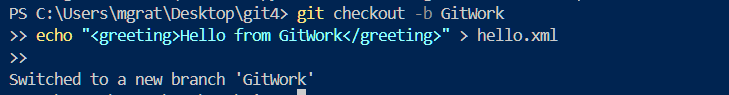 PS C:\Users\mgrat\Desktop\git4> git checkout -b GitWork
>> echo "<greeting>Hello from GitWork</greeting>" > hello.xml
>>
Switched to a new branch 'GitWork'